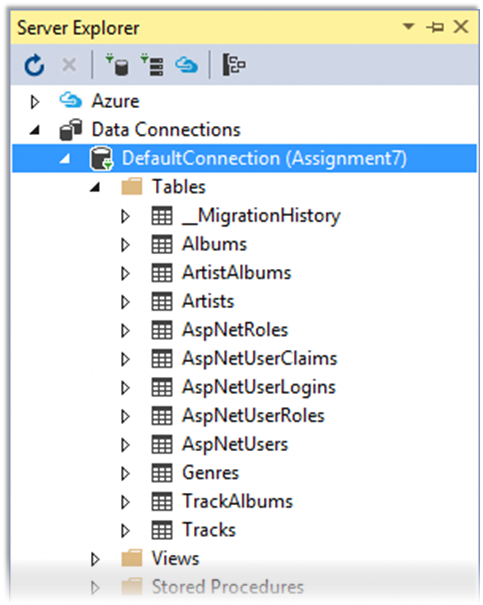 Server Explorer
Azure
Data Connections
DefaultConnection (Assignment7)
Tables
__MigrationHistory
Albums
ArtistAlbums
Artists
AspNetRoles
AspNetUserClaims
AspNetUserLogins
AspNetUserRoles
AspNetUsers
Genres
TrackAlbums
Tracks
Views
Stored Procedures